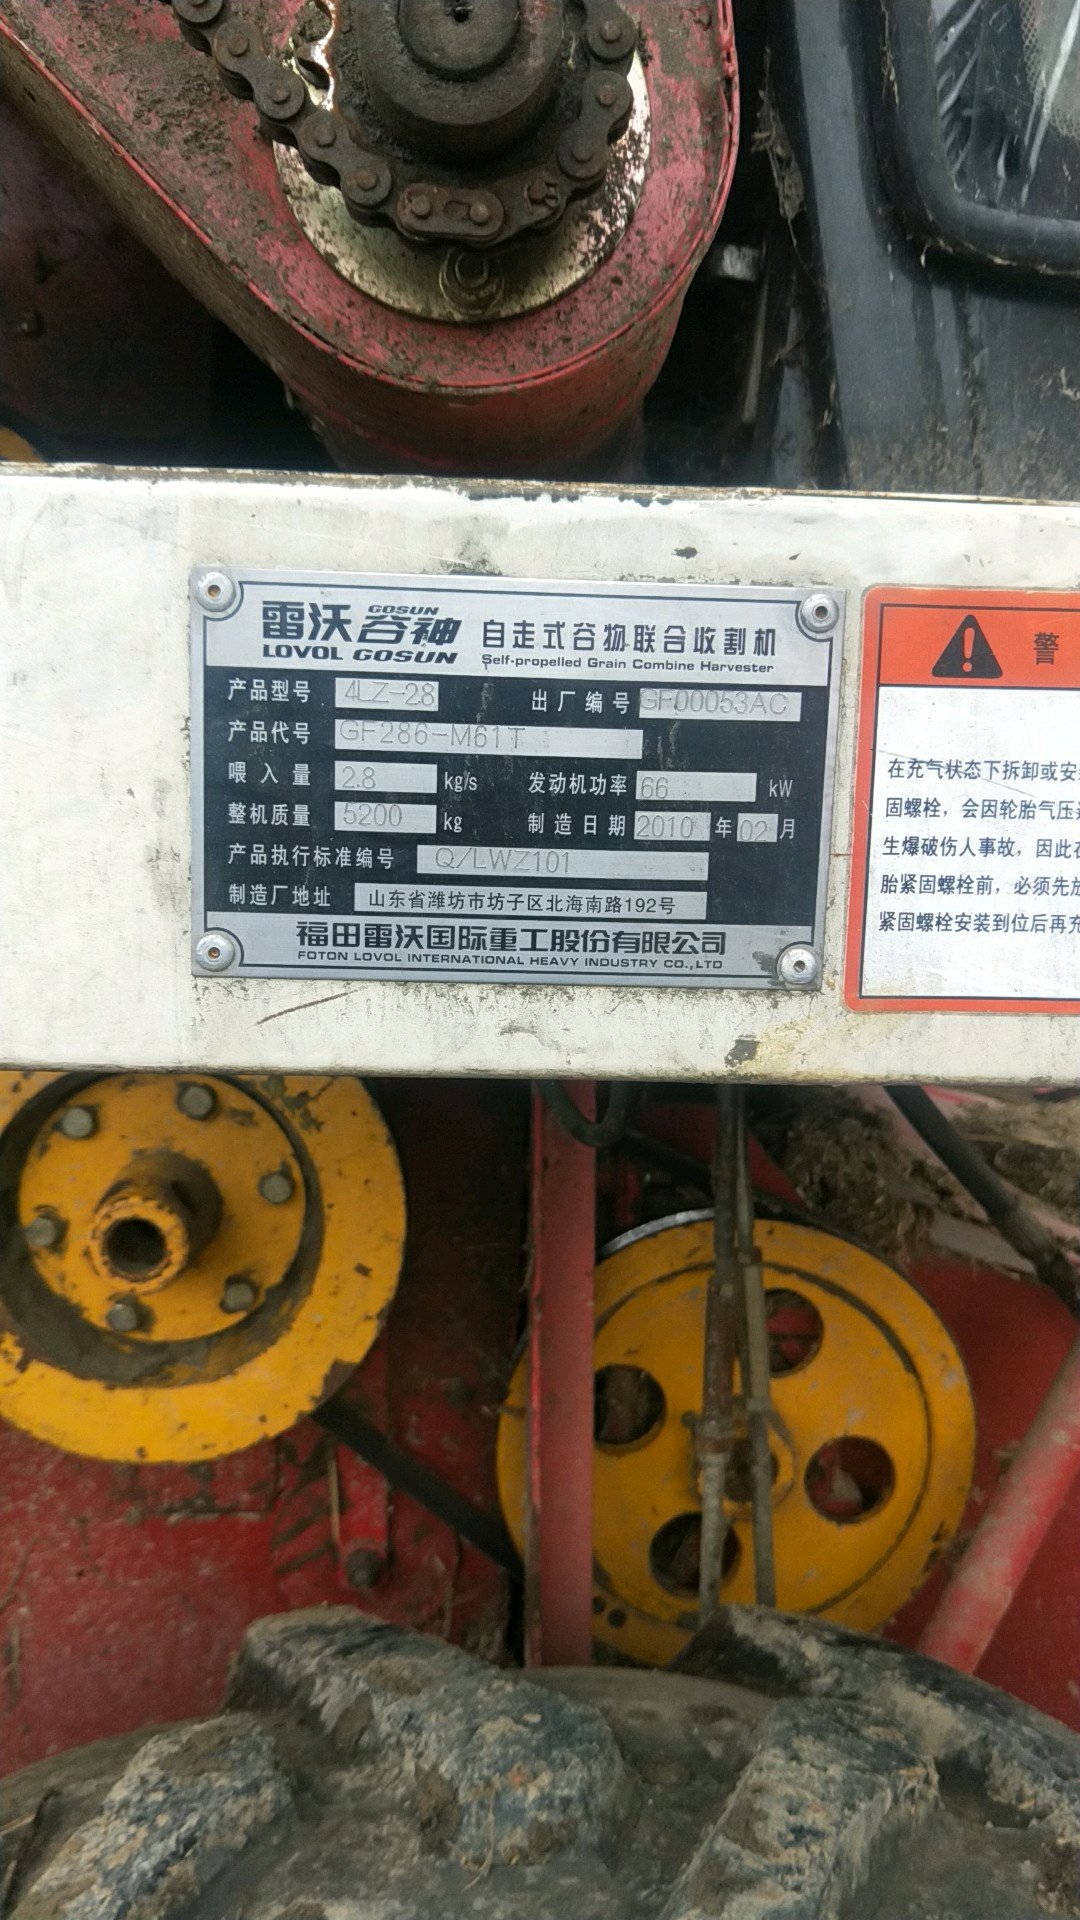 GOSUN
雷沃谷神 自走式谷物联合收割机
LOVOL GOSUN Self-propelled Grain Combine Harvester
产品型号 4LZ-2.8 出厂编号 GF00053AC
产品代号 GF286-M61T
喂入量 2.8 kg/s 发动机功率 66 kW
整机质量 5200 kg 制造日期 2010 年 02 月
产品执行标准编号 Q/LWZ101
制造厂地址 山东省潍坊市坊子区北海南路192号
福田雷沃国际重工股份有限公司
FOTON LOVOL INTERNATIONAL HEAVY INDUSTRY CO.,LTD
警
在充气状态下拆卸或安
固螺栓，会因轮胎气压
生爆破伤人事故，因此
胎紧固螺栓前，必须先
紧固螺栓安装到位后再充